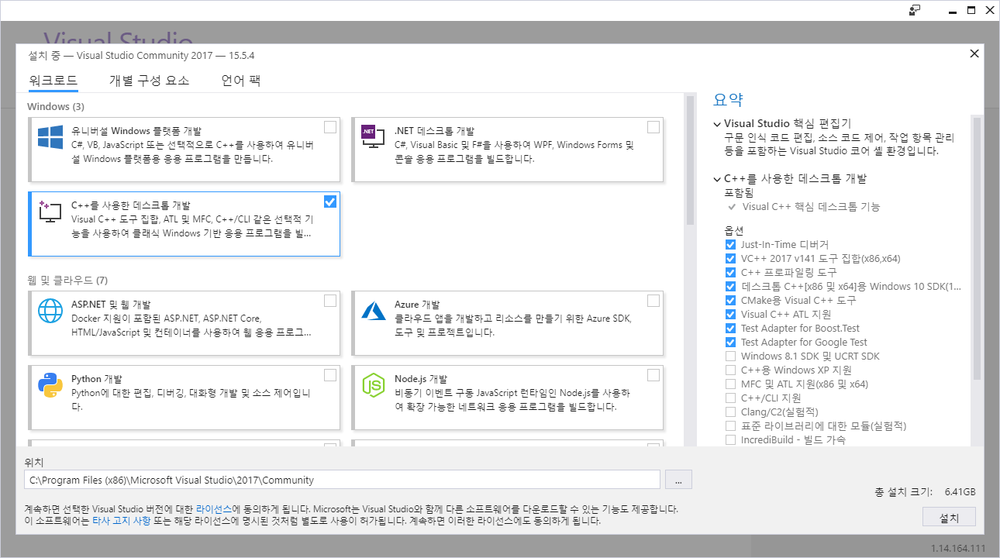 Visual Studio
설치 중 — Visual Studio Community 2017 — 15.5.4
워크로드 개별 구성 요소 언어 팩
Windows (3)
유니버설 Windows 플랫폼 개발
C#, VB, JavaScript 또는 선택적으로 C++를 사용하여 유니버
설 Windows 플랫폼용 응용 프로그램을 만듭니다.
.NET
.NET 데스크톱 개발
C#, Visual Basic 및 F#을 사용하여 WPF, Windows Forms 및
콘솔 응용 프로그램을 빌드합니다.
C++를 사용한 데스크톱 개발
Visual C++ 도구 집합, ATL 및 MFC, C++/CLI 같은 선택적 기
능을 사용하여 클래식 Windows 기반 응용 프로그램을 빌...
웹 및 클라우드 (7)
ASP.NET 및 웹 개발
Docker 지원이 포함된 ASP.NET, ASP.NET Core,
HTML/JavaScript 및 컨테이너를 사용하여 웹 응용 프로그...
Azure 개발
클라우드 앱을 개발하고 리소스를 만들기 위한 Azure SDK,
도구 및 프로젝트입니다.
Python 개발
Python에 대한 편집, 디버깅, 대화형 개발 및 소스 제어입니
다.
JS
Node.js 개발
비동기 이벤트 구동 JavaScript 런타임인 Node.js를 사용하
여 확장 가능한 네트워크 응용 프로그램을 빌드합니다.
요약
Visual Studio 핵심 편집기
구문 인식 코드 편집, 소스 코드 제어, 작업 항목 관리
등을 포함하는 Visual Studio 코어 셸 환경입니다.
C++를 사용한 데스크톱 개발
포함됨
Visual C++ 핵심 데스크톱 기능
옵션
Just-In-Time 디버거
VC++ 2017 v141 도구 집합(x86,x64)
C++ 프로파일링 도구
데스크톱 C++[x86 및 x64]용 Windows 10 SDK(1...
CMake용 Visual C++ 도구
Visual C++ ATL 지원
Test Adapter for Boost.Test
Test Adapter for Google Test
Windows 8.1 SDK 및 UCRT SDK
C++용 Windows XP 지원
MFC 및 ATL 지원(x86 및 x64)
C++/CLI 지원
Clang/C2(실험적)
표준 라이브러리에 대한 모듈(실험적)
IncrediBuild - 빌드 가속
위치
C:\Program Files (x86)\Microsoft Visual Studio\2017\Community
...
총 설치 크기: 6.41GB
계속하면 선택한 Visual Studio 버전에 대한 라이선스에 동의하게 됩니다. Microsoft는 Visual Studio와 함께 다른 소프트웨어를 다운로드할 수 있는 기능도 제공합니다.
이 소프트웨어는 타사 고지 사항 또는 해당 라이선스에 명시된 것처럼 별도로 사용이 허가됩니다. 계속하면 이러한 라이선스에도 동의하게 됩니다.
설치
1.14.164.111